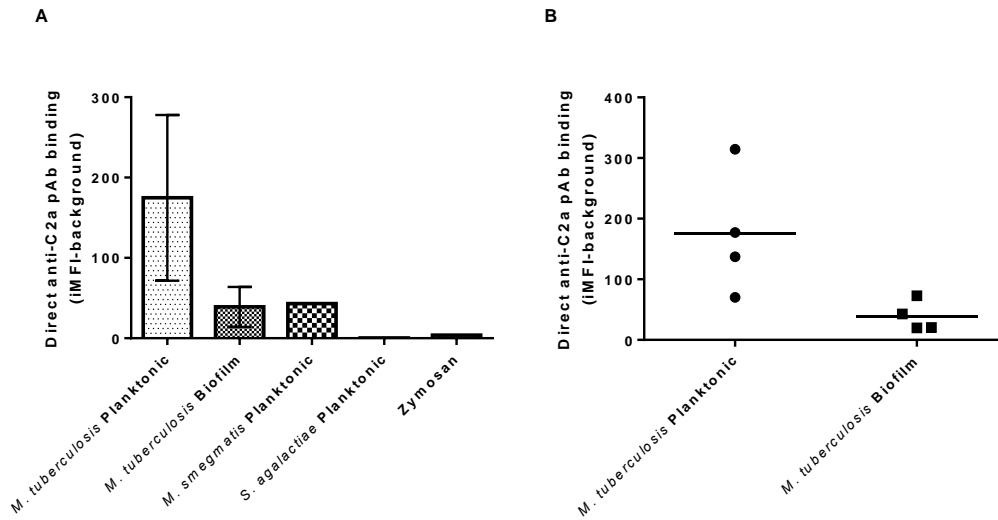 A
B
Direct anti-C2a pAb binding
(iMFI-background)
300
200
100
0
M. tuberculosis Planktonic
M. tuberculosis Biofilm
M. smegmatis Planktonic
S. agalactiae Planktonic
Zymosan
Direct anti-C2a pAb binding
(iMFI-background)
400
300
200
100
0
M. tuberculosis Planktonic
M. tuberculosis Biofilm